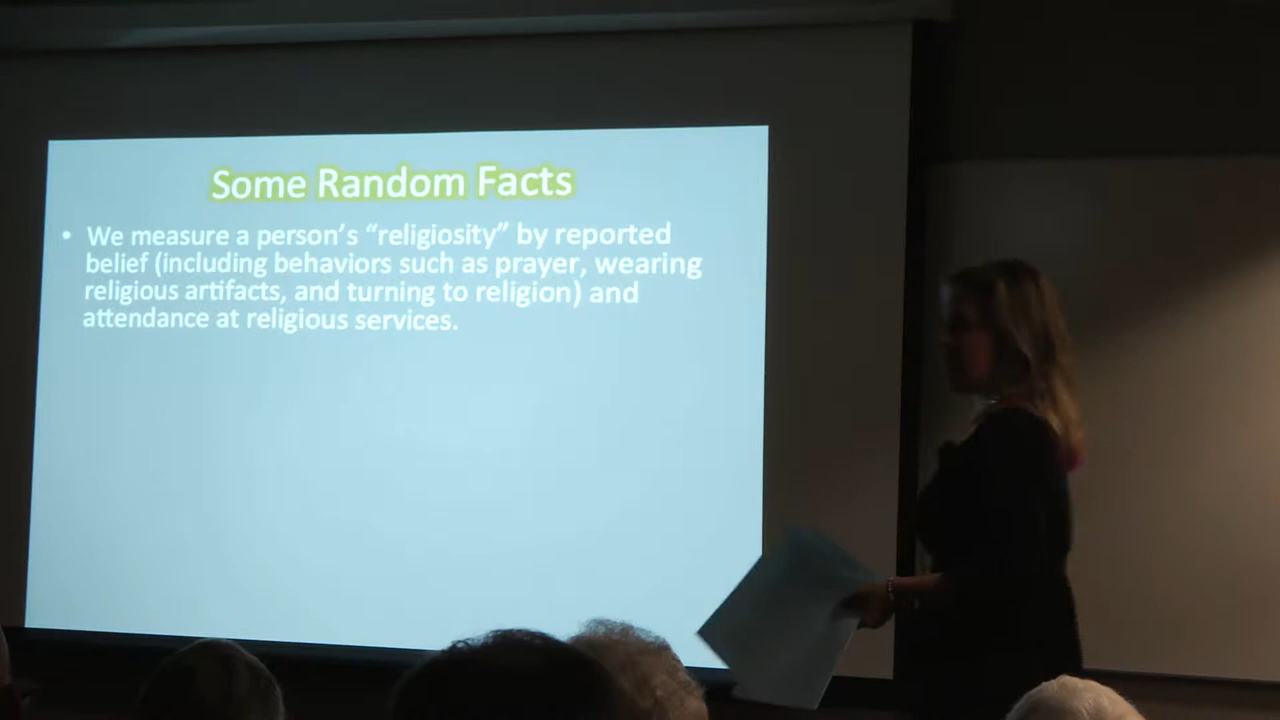 Some Random Facts
• We measure a person's “religiosity” by reported
belief (including behaviors such as prayer, wearing
religious artifacts, and turning to religion) and
attendance at religious services.